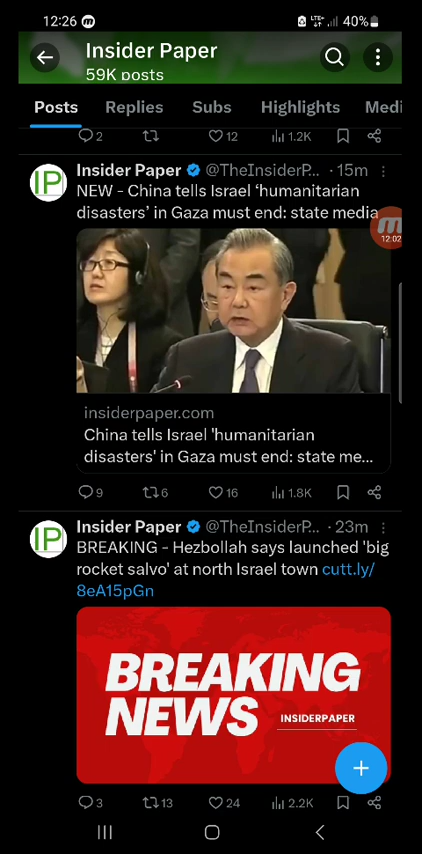 12:26
LTE+
40%
Insider Paper
59K posts
Posts Replies Subs Highlights Medi
2 12 1.2K
IP
Insider Paper @TheInsiderP... · 15m
NEW - China tells Israel ‘humanitarian
disasters’ in Gaza must end: state media
12:02
insiderpaper.com
China tells Israel 'humanitarian
disasters' in Gaza must end: state me...
9 6 16 1.8K
IP
Insider Paper @TheInsiderP... · 23m
BREAKING - Hezbollah says launched 'big
rocket salvo' at north Israel town cutt.ly/
8eA15pGn
BREAKING
NEWS
INSIDERPAPER
3 13 24 2.2K